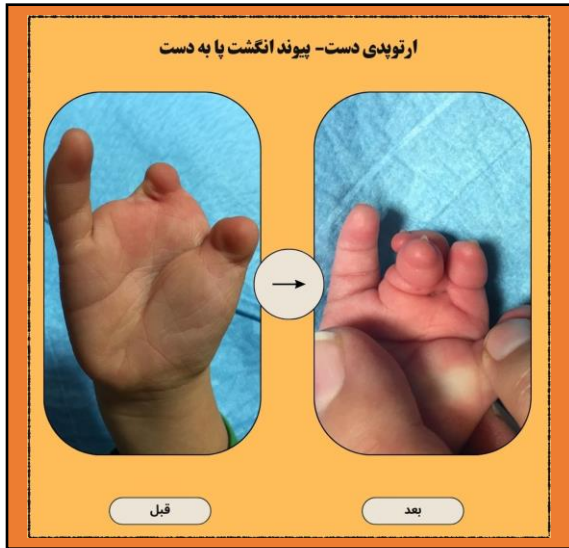 ارتوپدی دست- پیوند انگشت پا به دست
قبل
بعد